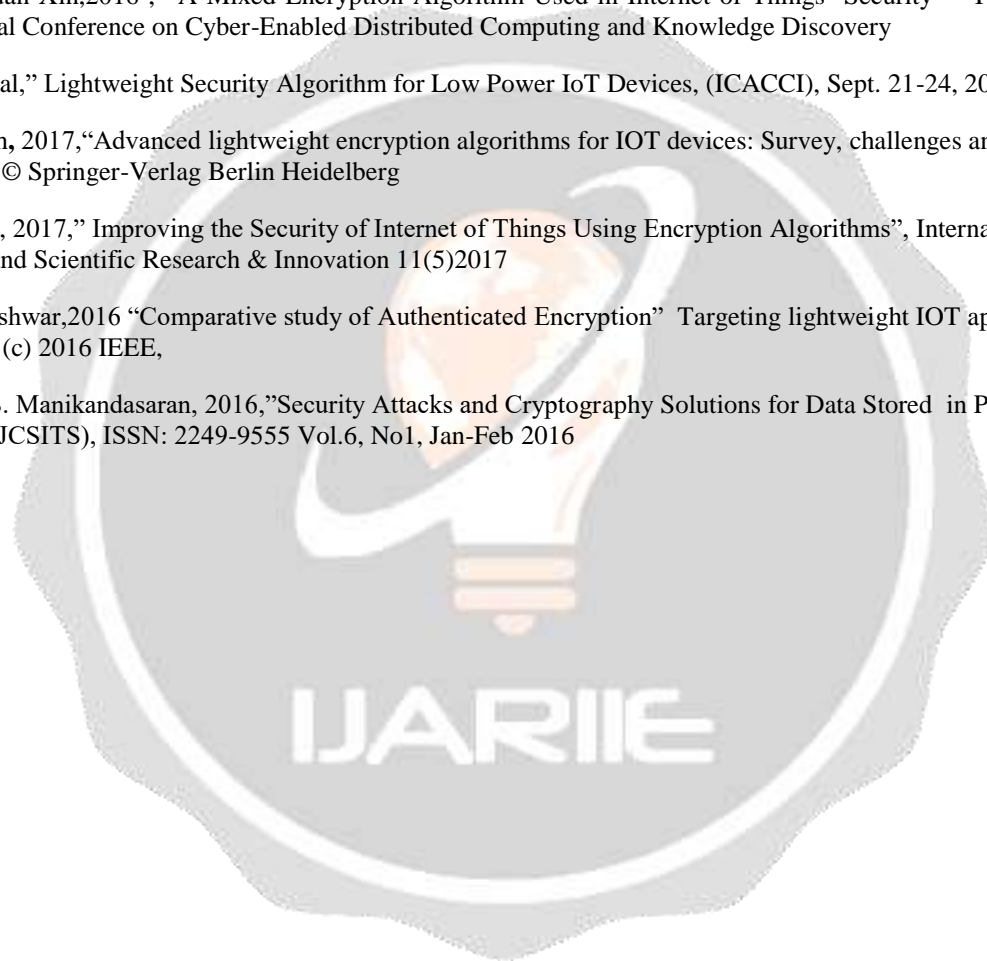 Xin,2016 , " A Mixed Encryption Algorithm Used in Internet of Things Security
al Conference on Cyber-Enabled Distributed Computing and Knowledge Discovery
al,” Lightweight Security Algorithm for Low Power IoT Devices, (ICACCI), Sept. 21-24, 20
n, 2017,“Advanced lightweight encryption algorithms for IOT devices: Survey, challenges an
© Springer-Verlag Berlin Heidelberg
, 2017,” Improving the Security of Internet of Things Using Encryption Algorithms”, Interna
nd Scientific Research & Innovation 11(5)2017
shwar,2016 “Comparative study of Authenticated Encryption” Targeting lightweight IOT ap
(c) 2016 IEEE,
. Manikandasaran, 2016,”Security Attacks and Cryptography Solutions for Data Stored in P
JCSITS), ISSN: 2249-9555 Vol.6, No1, Jan-Feb 2016
IJARIIE